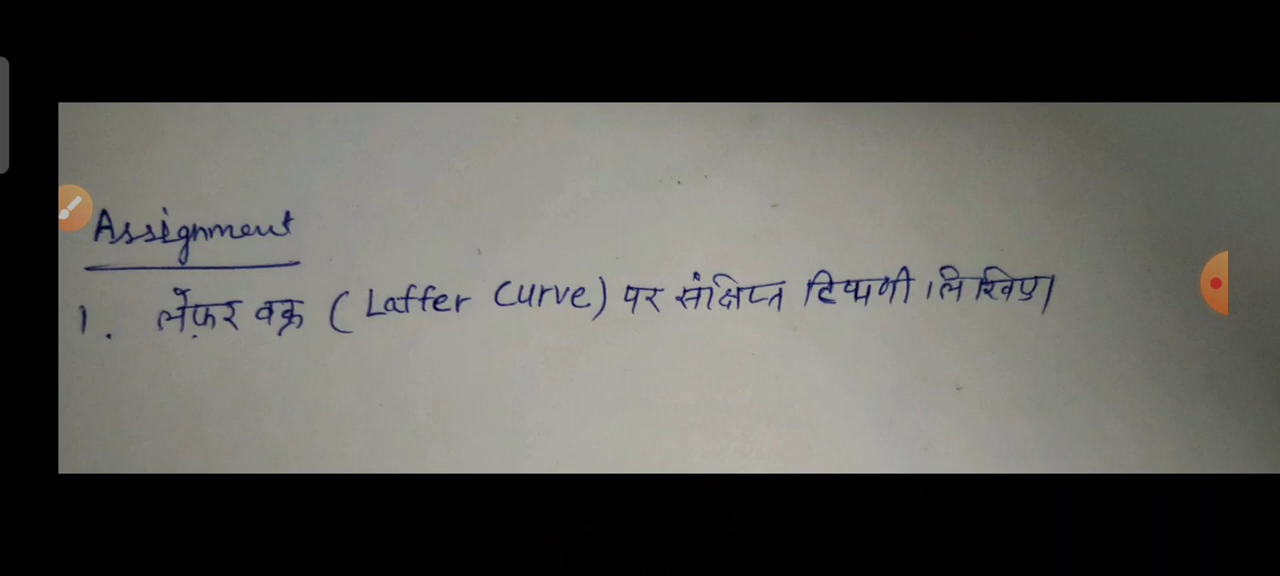 Assignment
1. लेफ़र वक्र (Laffer Curve) पर संक्षिप्त टिप्पणी लिखिए।